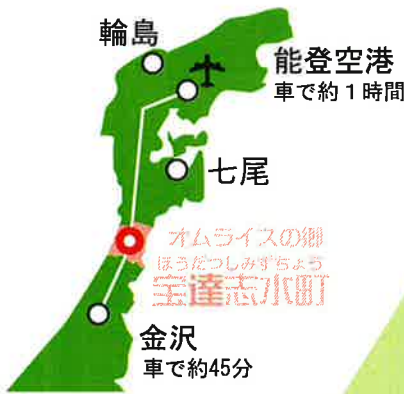 輪島
能登空港
車で約1時間
七尾
オムライスの郷
ほうだつしみずちょう
宝達志水町
金沢
車で約45分